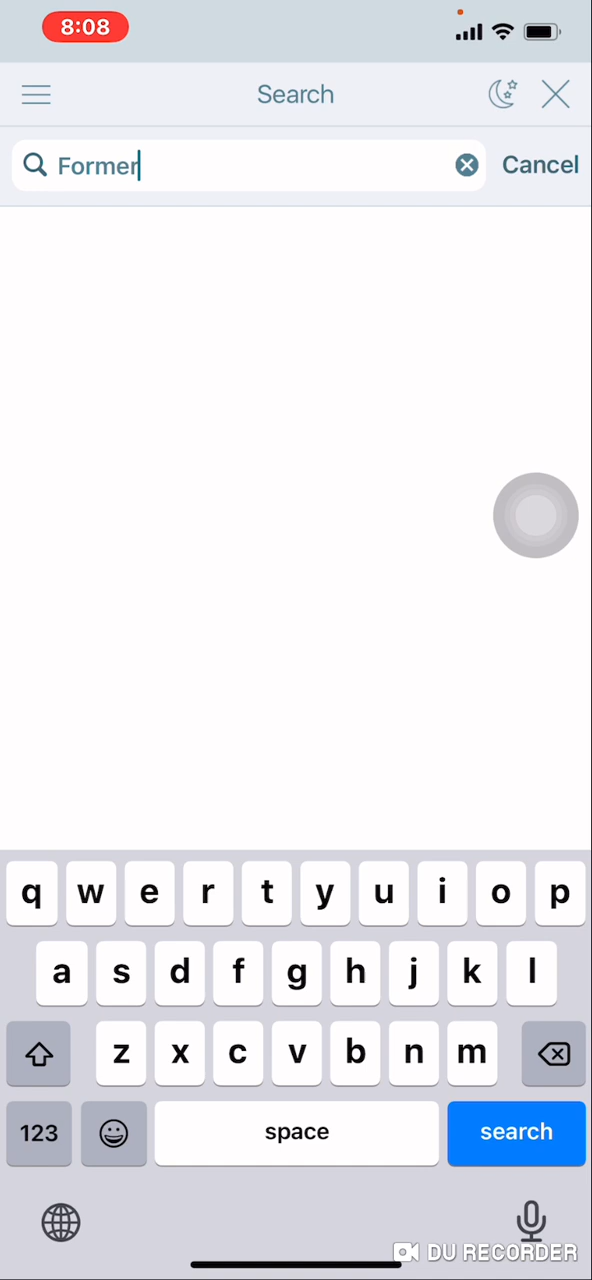 8:08
Search
Former
Cancel
q w e r t y u i o p
a s d f g h j k l
z x c v b n m
123 space search
DU RECORDER